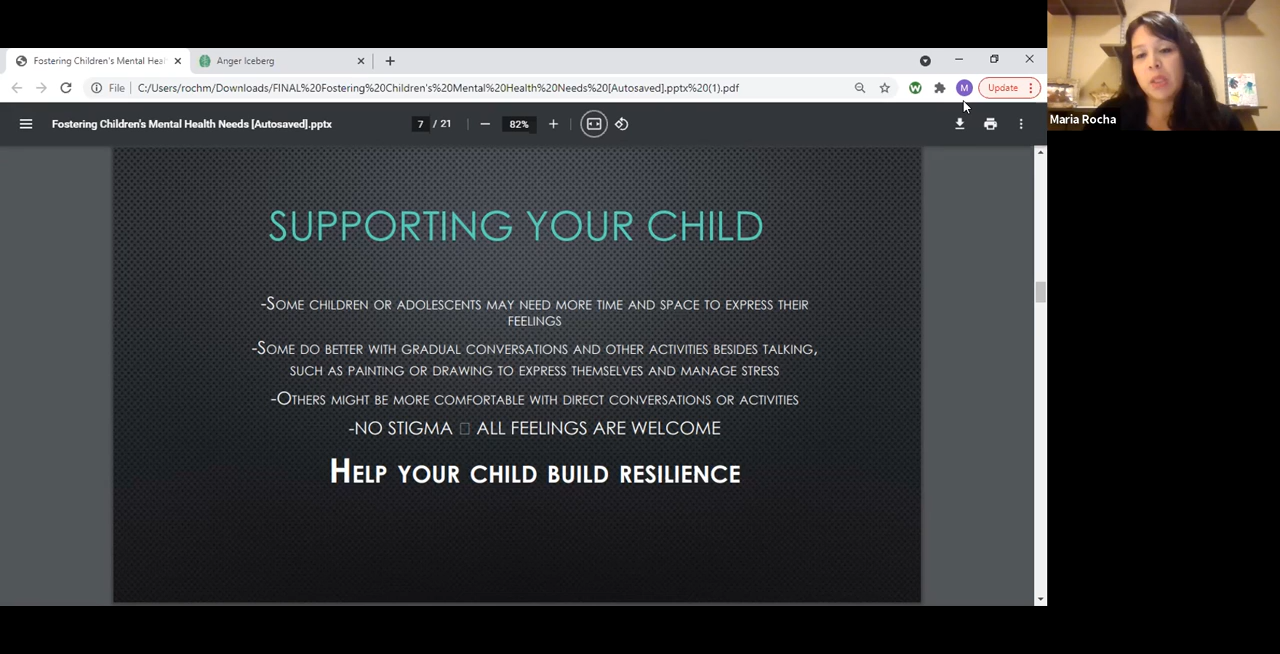 Fostering Children's Mental Hea
Anger Iceberg
File
C:/Users/rochm/Downloads/FINAL%20Fostering%20Children's%20Mental%20Health%20Needs%20[Autosaved].pptx%20(1).pdf
W
M
Update
Fostering Children's Mental Health Needs [Autosaved].pptx
7 / 21
82%
Maria Rocha
SUPPORTING YOUR CHILD
-SOME CHILDREN OR ADOLESCENTS MAY NEED MORE TIME AND SPACE TO EXPRESS THEIR
FEELINGS
-SOME DO BETTER WITH GRADUAL CONVERSATIONS AND OTHER ACTIVITIES BESIDES TALKING,
SUCH AS PAINTING OR DRAWING TO EXPRESS THEMSELVES AND MANAGE STRESS
-OTHERS MIGHT BE MORE COMFORTABLE WITH DIRECT CONVERSATIONS OR ACTIVITIES
-NO STIGMA □ ALL FEELINGS ARE WELCOME
HELP YOUR CHILD BUILD RESILIENCE